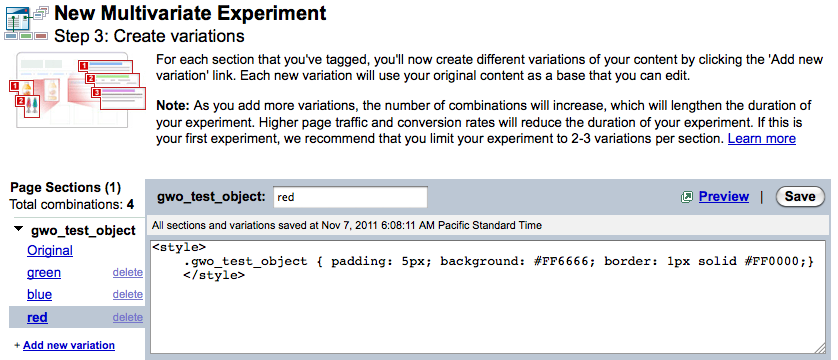 New Multivariate Experiment
Step 3: Create variations
For each section that you've tagged, you'll now create different variations of your content by clicking the 'Add new
variation' link. Each new variation will use your original content as a base that you can edit.
Note: As you add more variations, the number of combinations will increase, which will lengthen the duration of
your experiment. Higher page traffic and conversion rates will reduce the duration of your experiment. If this is
your first experiment, we recommend that you limit your experiment to 2-3 variations per section. Learn more
1
2
1
2
3
Page Sections (1)
Total combinations: 4
gwo_test_object
Original
green delete
blue delete
red delete
+ Add new variation
gwo_test_object: red Preview | Save
All sections and variations saved at Nov 7, 2011 6:08:11 AM Pacific Standard Time
<style>
.gwo_test_object { padding: 5px; background: #FF6666; border: 1px solid #FF0000;}
</style>